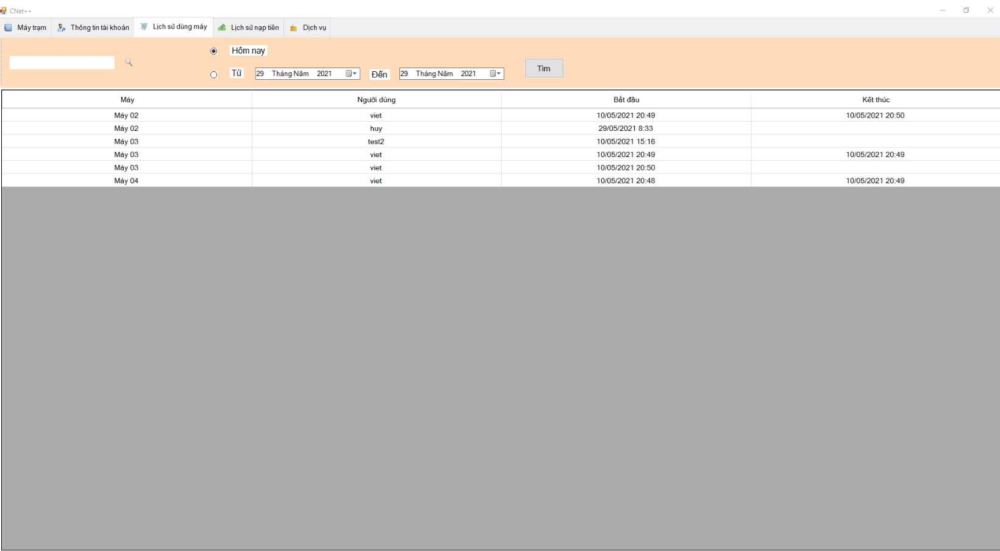 CNet++
Máy trạm Thông tin tài khoản Lịch sử dùng máy Lịch sử nạp tiền Dịch vụ
Hôm nay
Từ 29 Tháng Năm 2021 Đến 29 Tháng Năm 2021 Tìm
Máy Người dùng Bắt đầu Kết thúc
Máy 02 viet 10/05/2021 20:49 10/05/2021 20:50
Máy 02 huy 29/05/2021 8:33
Máy 03 test2 10/05/2021 15:16
Máy 03 viet 10/05/2021 20:49 10/05/2021 20:49
Máy 03 viet 10/05/2021 20:50
Máy 04 viet 10/05/2021 20:48 10/05/2021 20:49